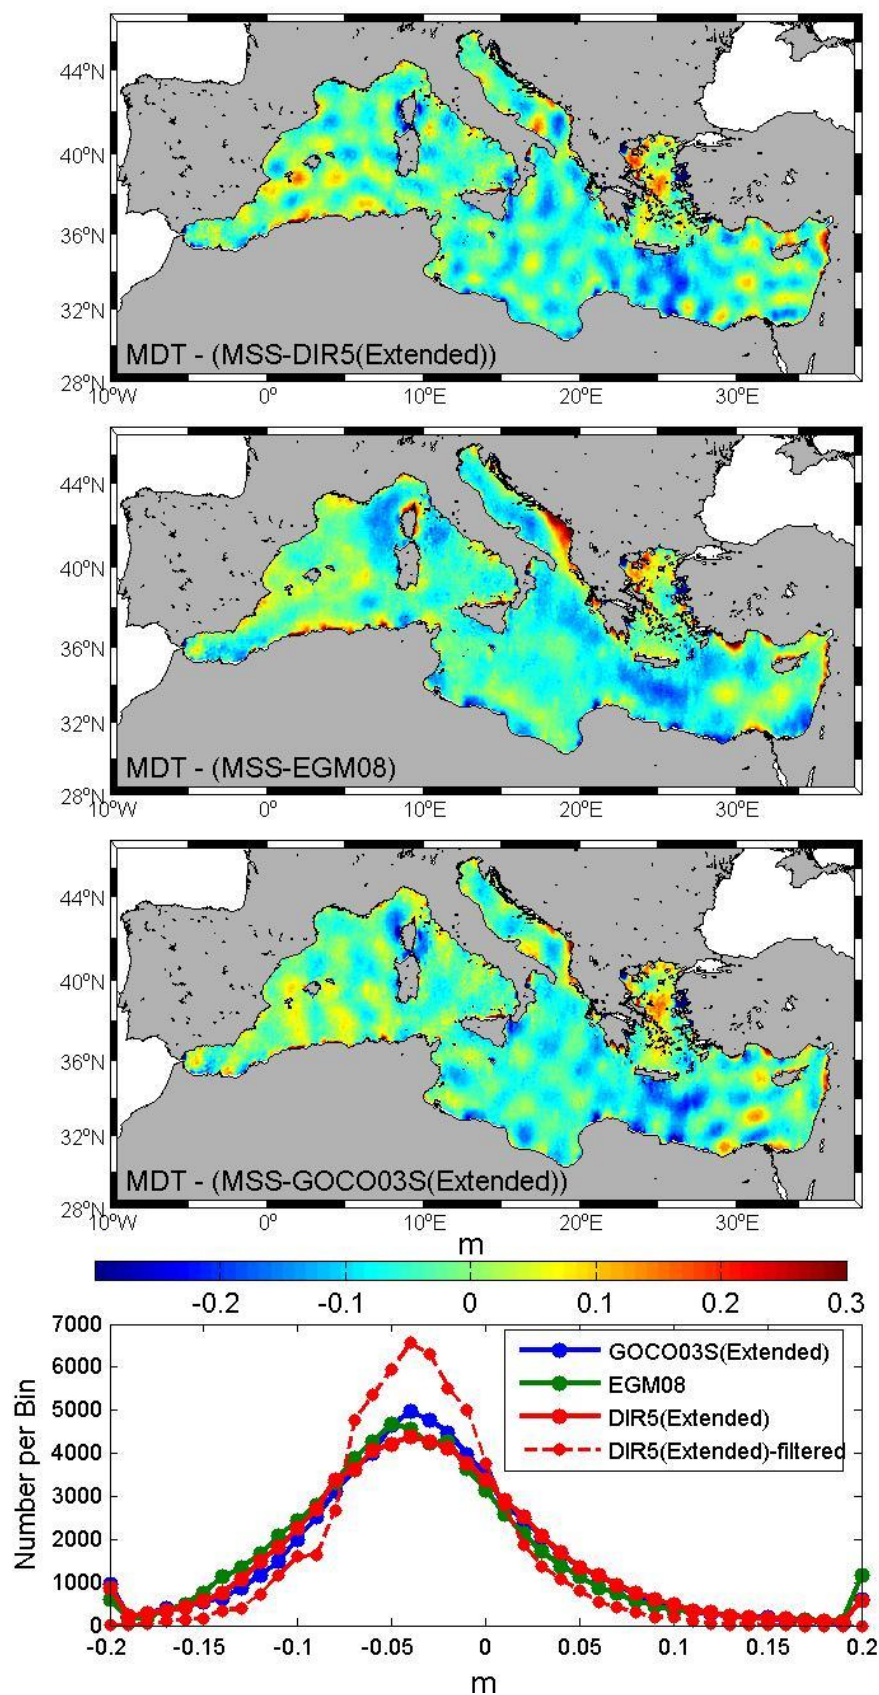 44°N
40°N
36°N
32°N
28°N
MDT - (MSS-DIR5(Extended))
10°W 0° 10°E 20°E 30°E
44°N
40°N
36°N
32°N
28°N
MDT - (MSS-EGM08)
10°W 0° 10°E 20°E 30°E
44°N
40°N
36°N
32°N
28°N
MDT - (MSS-GOCO03S(Extended))
10°W 0° 10°E 20°E 30°E
m
-0.2 -0.1 0 0.1 0.2 0.3
7000
6000
5000
4000
3000
2000
1000
0
Number per Bin
GOCO03S(Extended)
EGM08
DIR5(Extended)
DIR5(Extended)-filtered
-0.2 -0.15 -0.1 -0.05 0 0.05 0.1 0.15 0.2
m